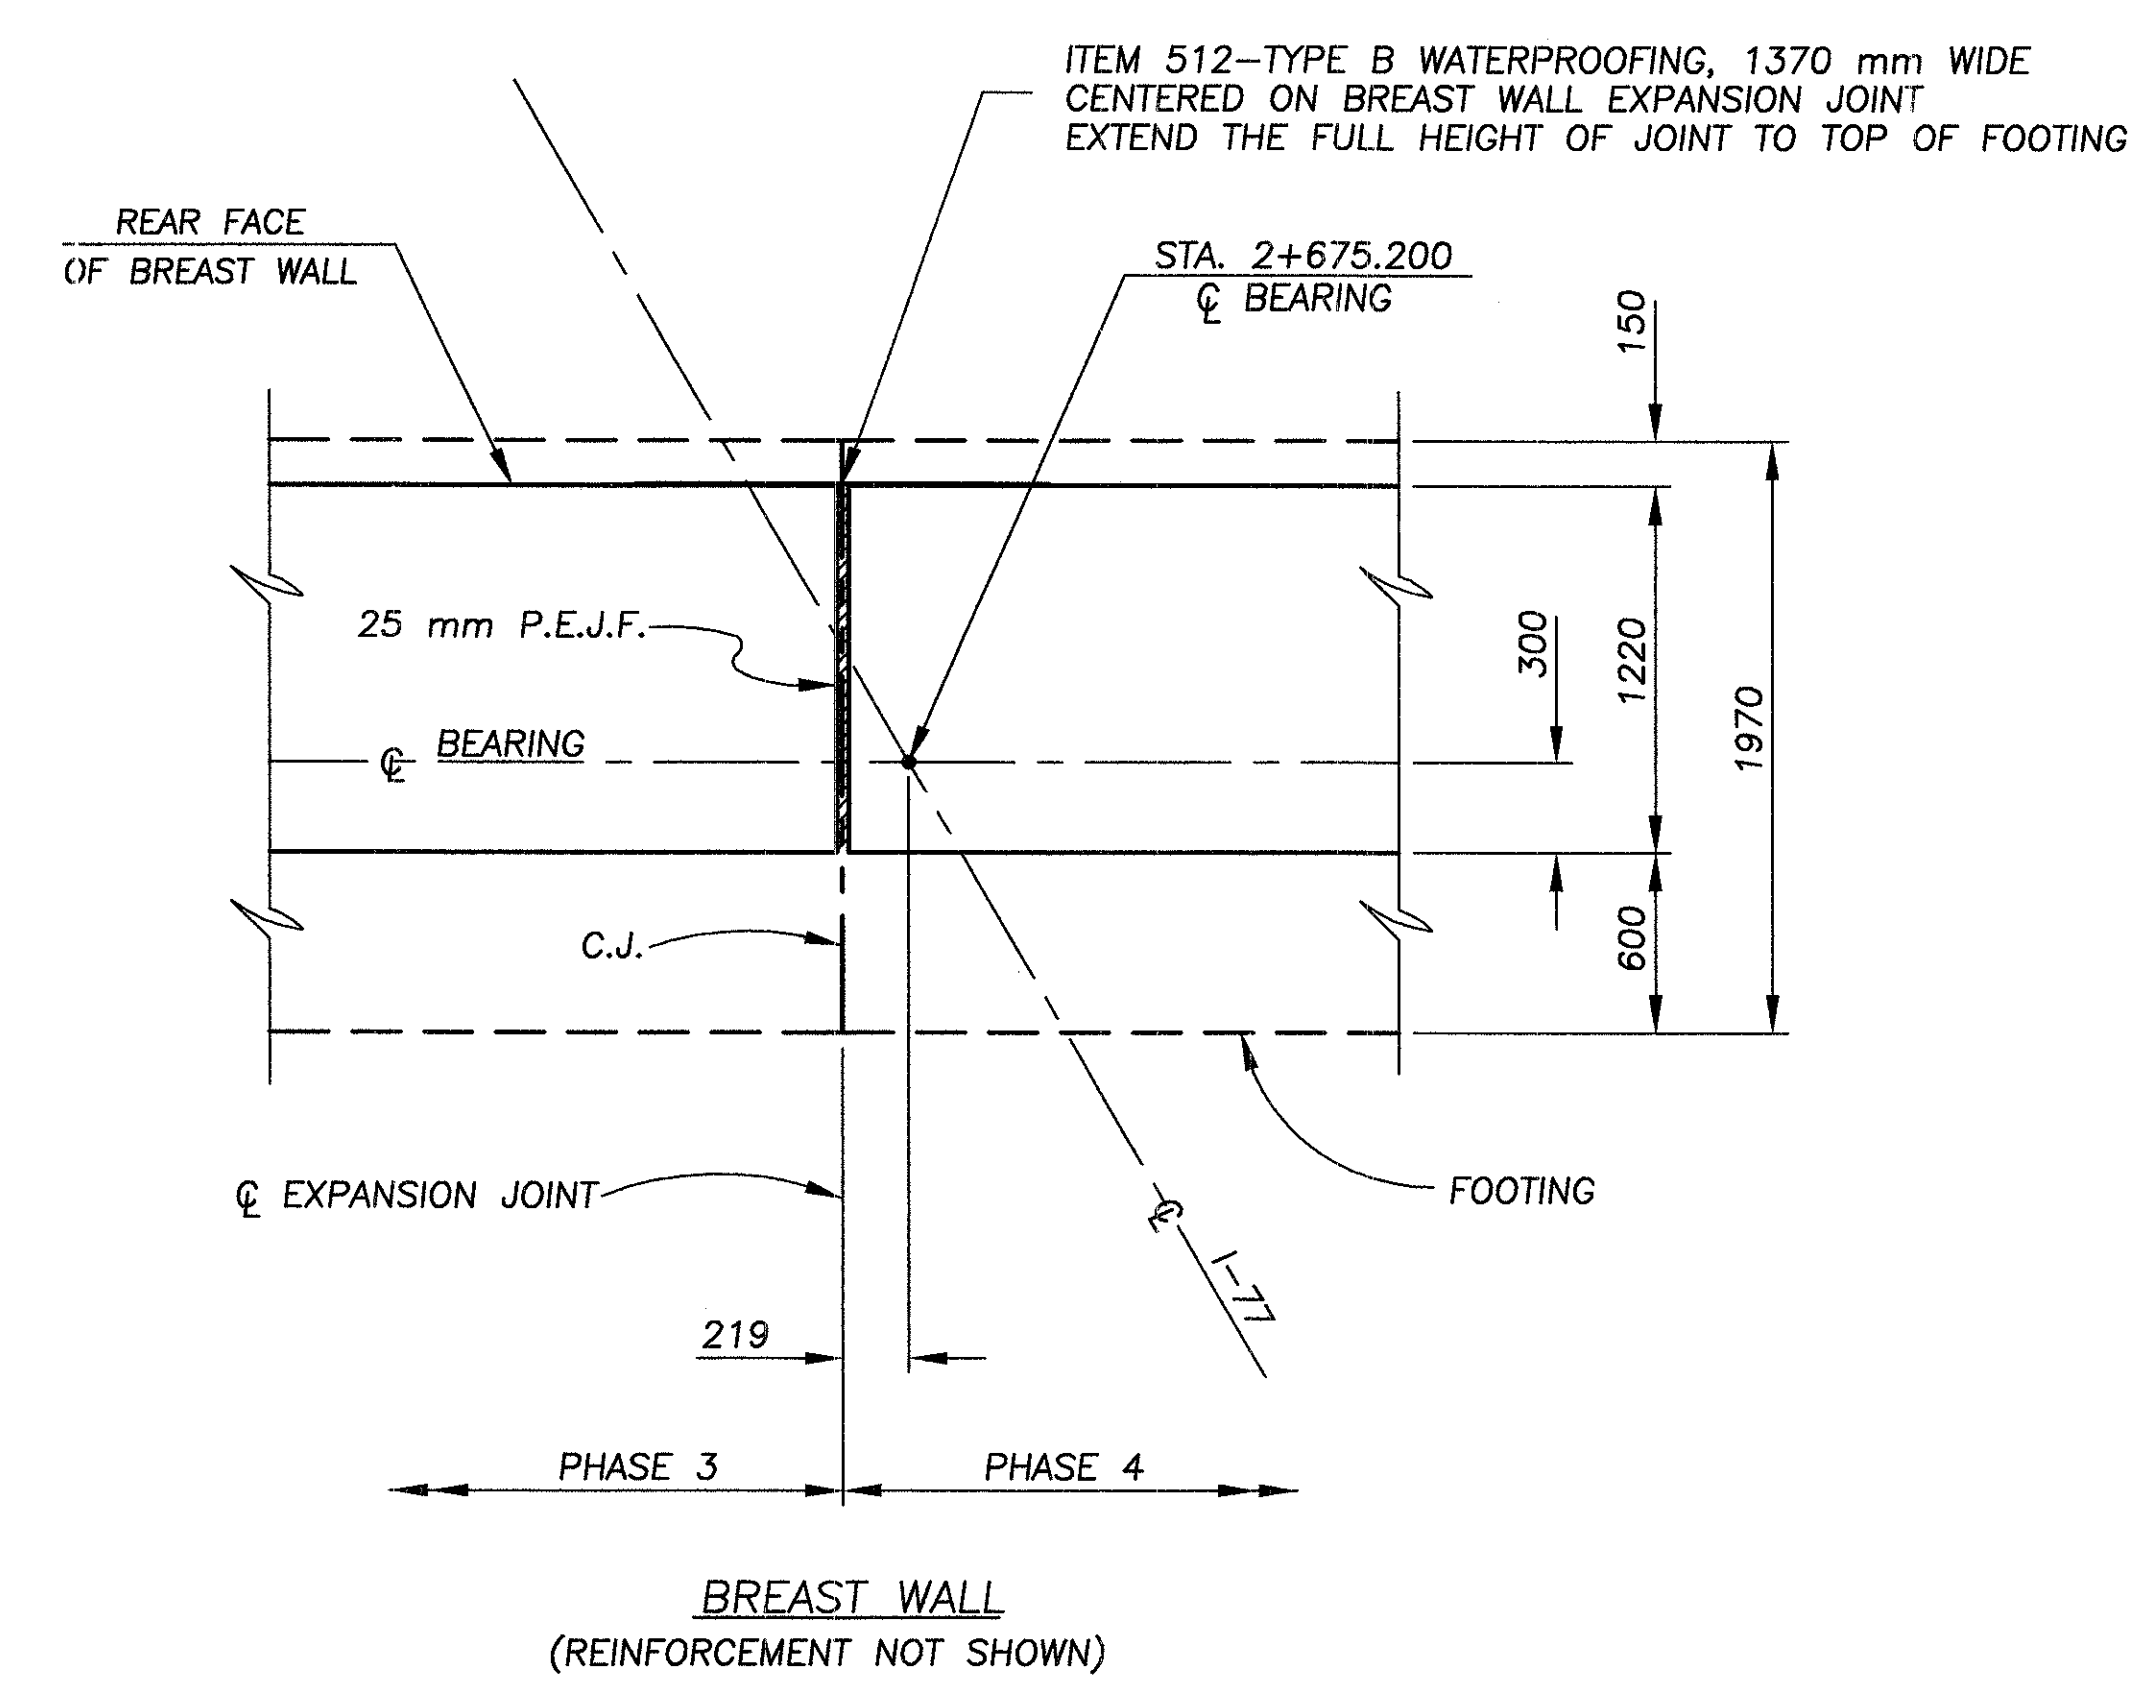 ITEM 512-TYPE B WATERPROOFING, 1370 mm WIDE
CENTERED ON BREAST WALL EXPANSION JOINT
EXTEND THE FULL HEIGHT OF JOINT TO TOP OF FOOTING
REAR FACE
OF BREAST WALL
STA. 2+675.200
℄ BEARING
150
25 mm P.E.J.F.
300
1220
1970
℄ BEARING
C.J.
600
℄ EXPANSION JOINT
FOOTING
℄ I-77
219
PHASE 3
PHASE 4
BREAST WALL
(REINFORCEMENT NOT SHOWN)